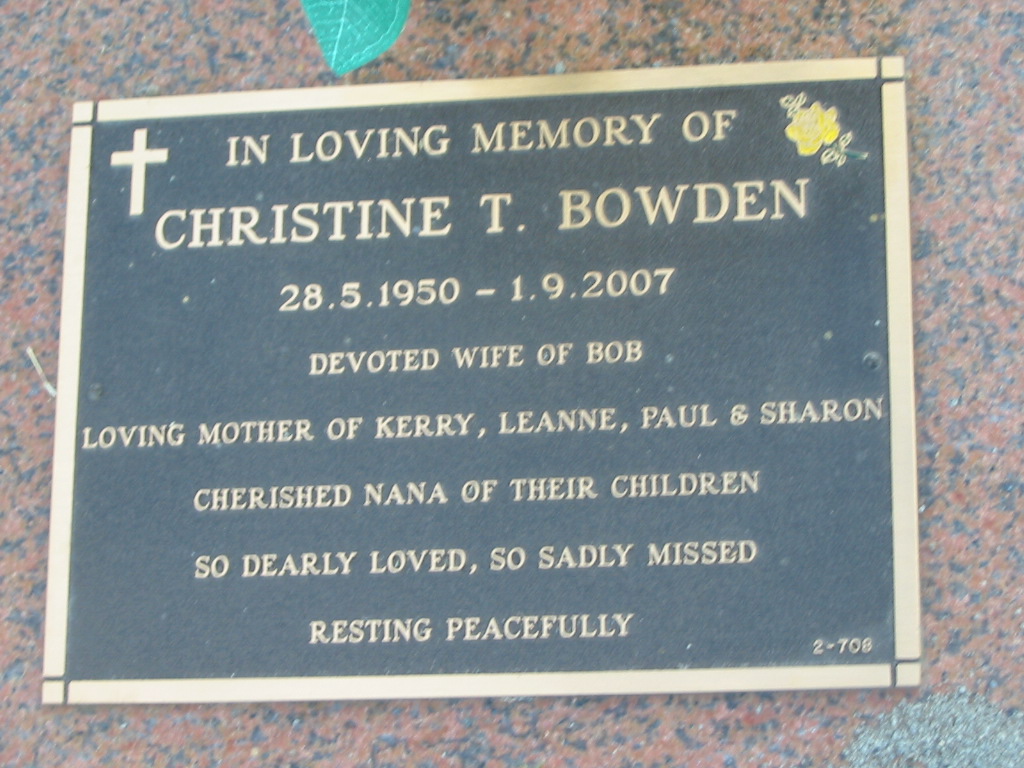 IN LOVING MEMORY OF
CHRISTINE T. BOWDEN
28.5.1950 - 1.9.2007
DEVOTED WIFE OF BOB
LOVING MOTHER OF KERRY, LEANNE, PAUL & SHARON
CHERISHED NANA OF THEIR CHILDREN
SO DEARLY LOVED, SO SADLY MISSED
RESTING PEACEFULLY
2-708